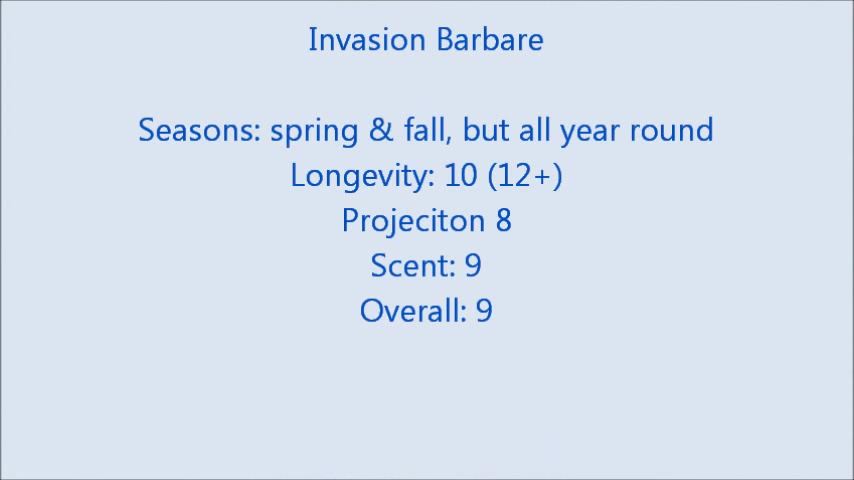 Invasion Barbare
Seasons: spring & fall, but all year round
Longevity: 10 (12+)
Projeciton 8
Scent: 9
Overall: 9